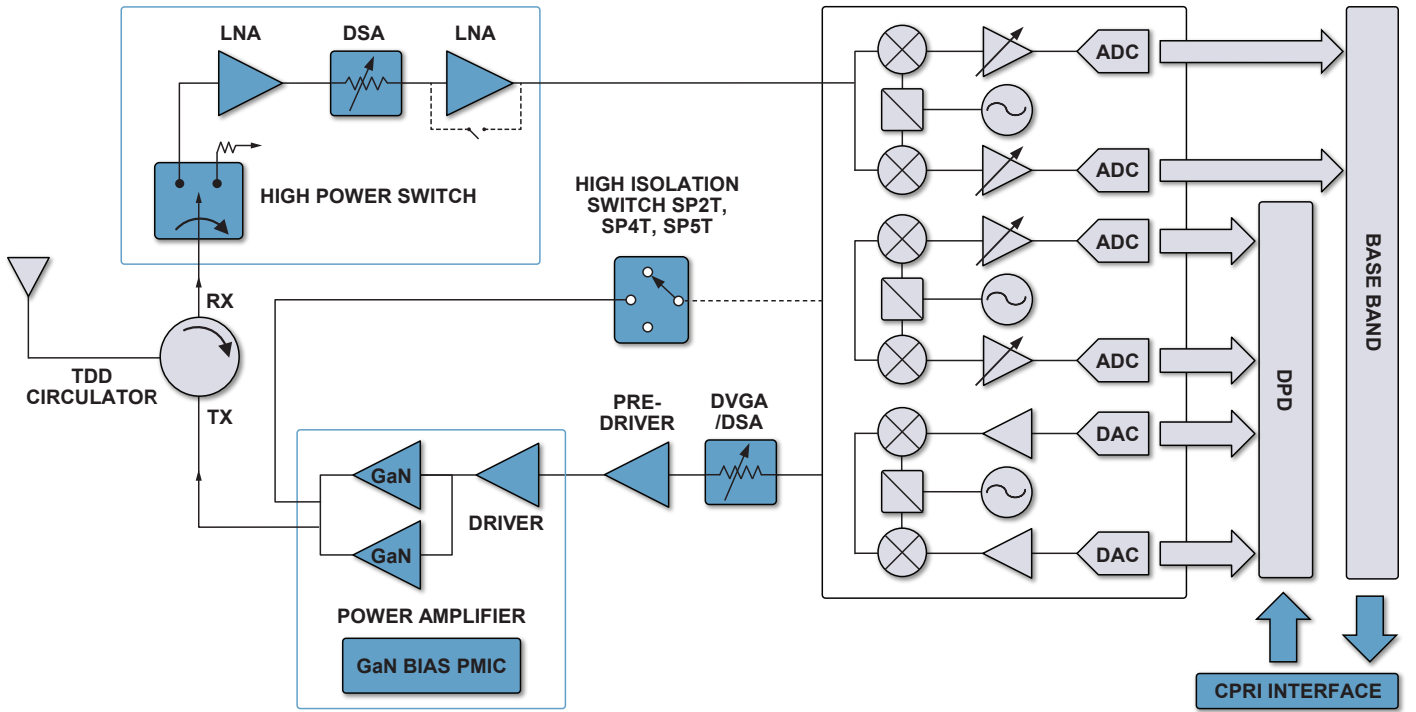 LNA
DSA
LNA
HIGH POWER SWITCH
HIGH ISOLATION
SWITCH SP2T,
SP4T, SP5T
RX
TDD
CIRCULATOR
TX
PRE-
DRIVER
DVGA
/DSA
GaN
GaN
DRIVER
POWER AMPLIFIER
GaN BIAS PMIC
ADC
ADC
ADC
ADC
DAC
DAC
DPD
BASE BAND
CPRI INTERFACE